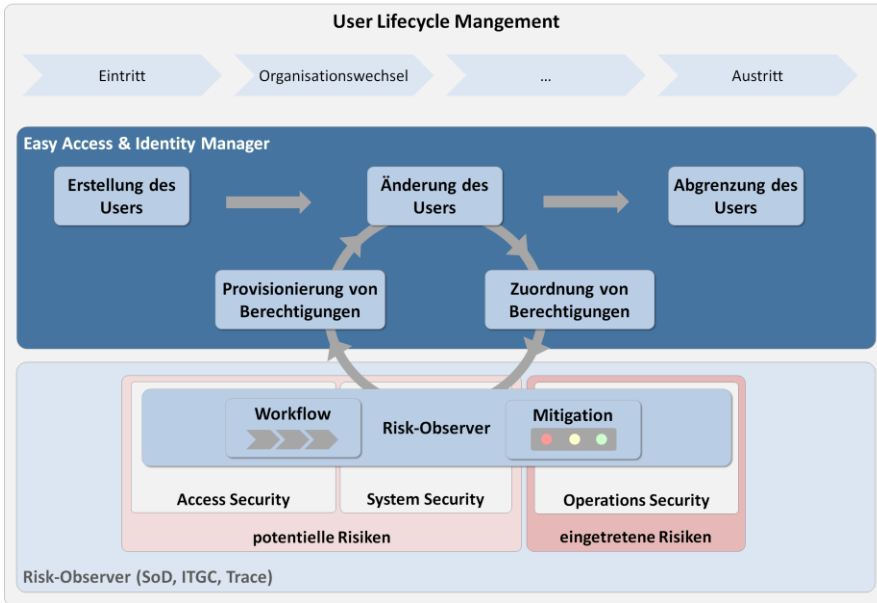 User Lifecycle Mangement
Eintritt
Organisationswechsel
...
Austritt
Easy Access & Identity Manager
Erstellung des
Users
Änderung des
Users
Abgrenzung des
Users
Provisionierung von
Berechtigungen
Zuordnung von
Berechtigungen
Workflow
Risk-Observer
Mitigation
Access Security
System Security
Operations Security
potentielle Risiken
eingetretene Risiken
Risk-Observer (SoD, ITGC, Trace)